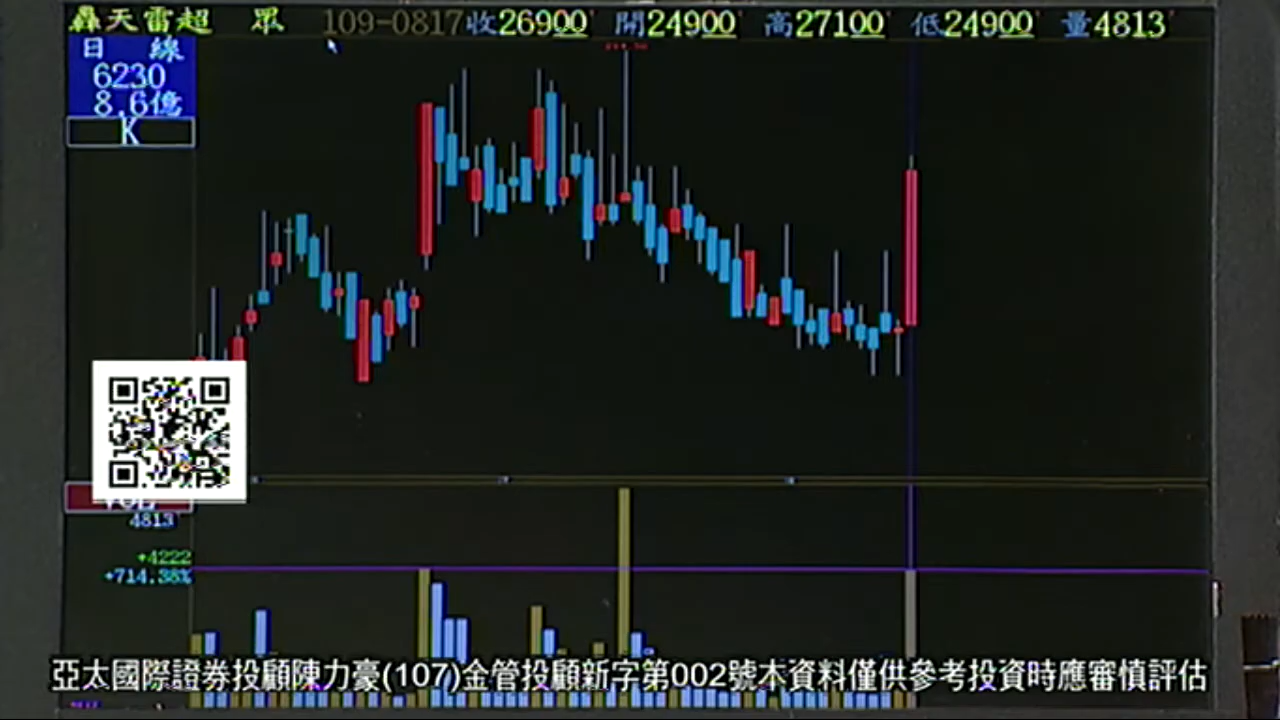 轟天雷超 眾 109-0817收26900 開24900 高27100 低24900 量4813
日 線
6230
8.6億
K
4813
+4222
+714.38%
亞太國際證券投顧陳力豪(107)金管投顧新字第002號本資料僅供參考投資時應審慎評估